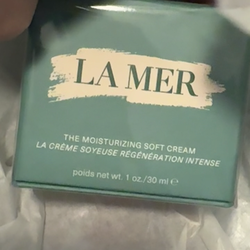 LA MER
THE MOISTURIZING SOFT CREAM
LA CRÈME SOYEUSE RÉGÉNÉRATION INTENSE
poids net wt. 1 oz./30 ml ℮